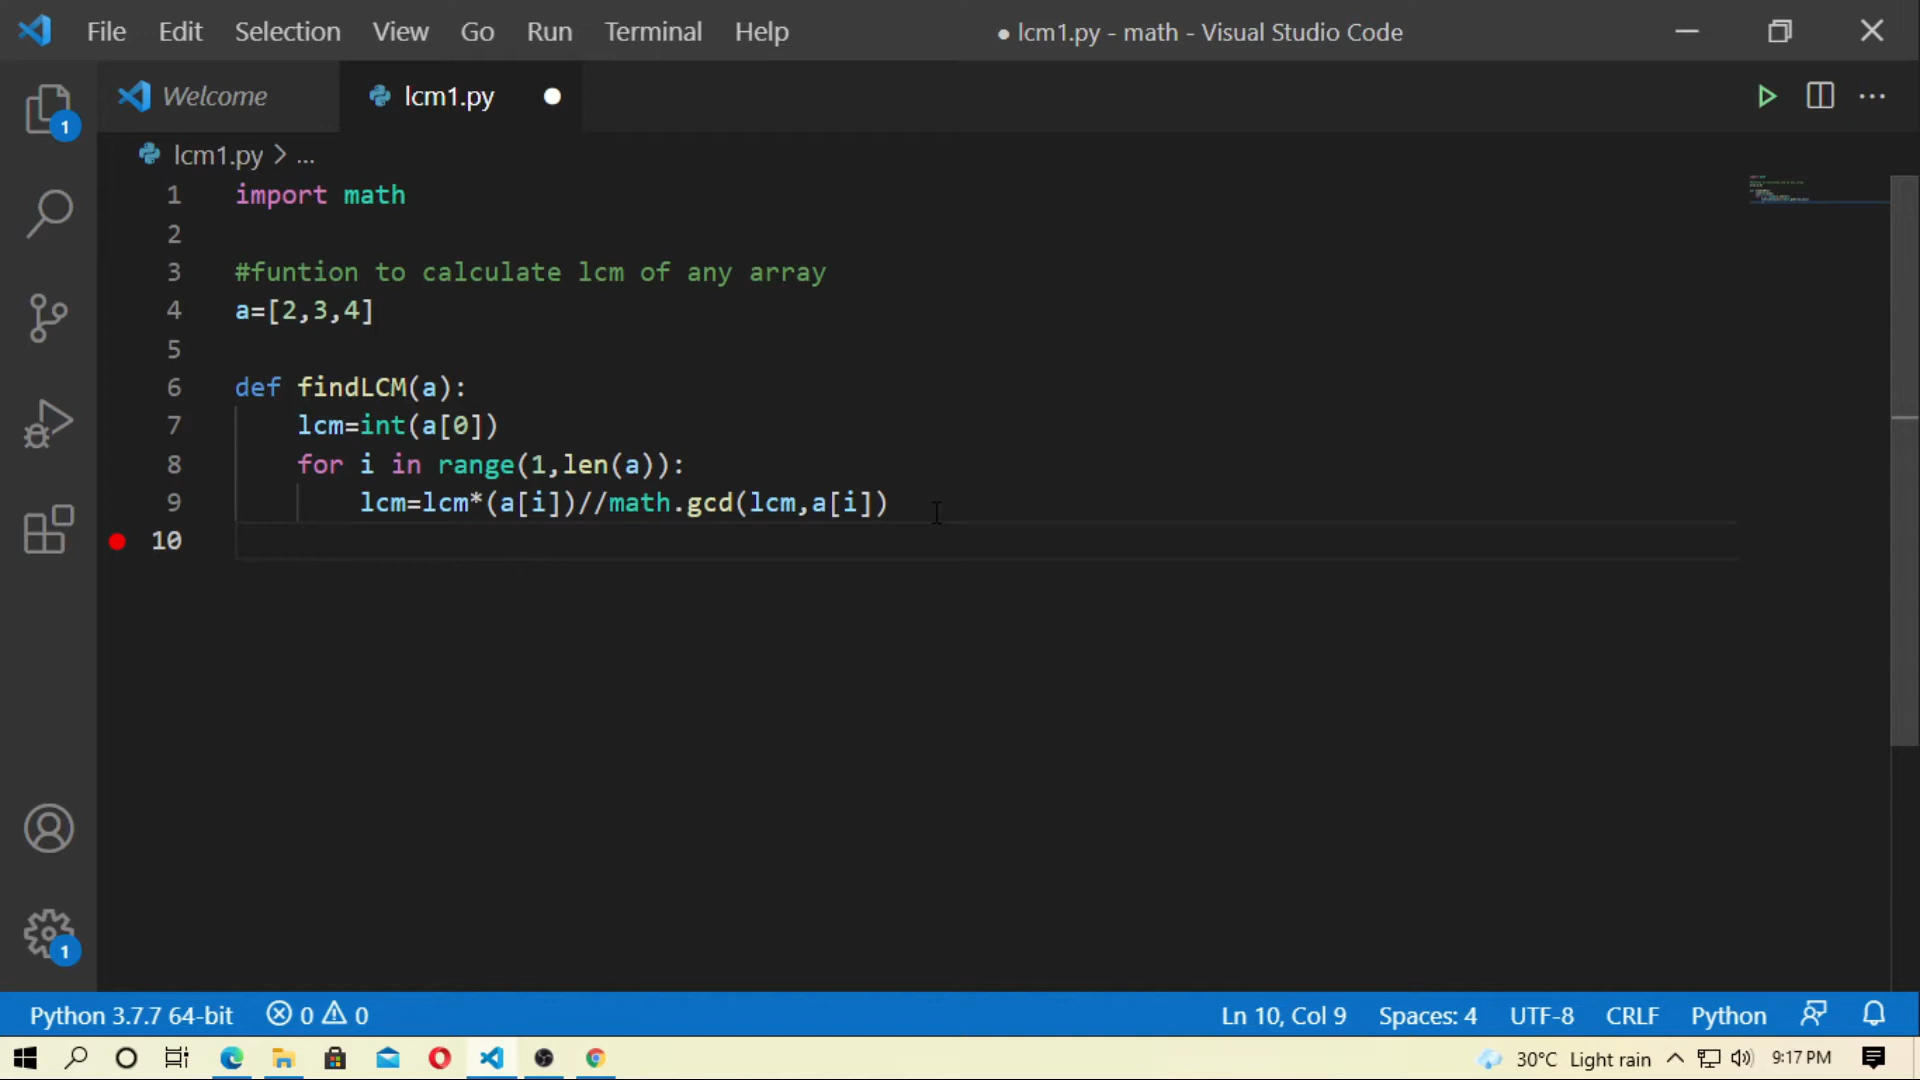 File Edit Selection View Go Run Terminal Help ● lcm1.py - math - Visual Studio Code
Welcome lcm1.py ●
lcm1.py > ...
1 import math
2
3 #funtion to calculate lcm of any array
4 a=[2,3,4]
5
6 def findLCM(a):
7 lcm=int(a[0])
8 for i in range(1,len(a)):
9 lcm=lcm*(a[i])//math.gcd(lcm,a[i])
10
1
1
Python 3.7.7 64-bit 0 0 Ln 10, Col 9 Spaces: 4 UTF-8 CRLF Python
30°C Light rain 9:17 PM